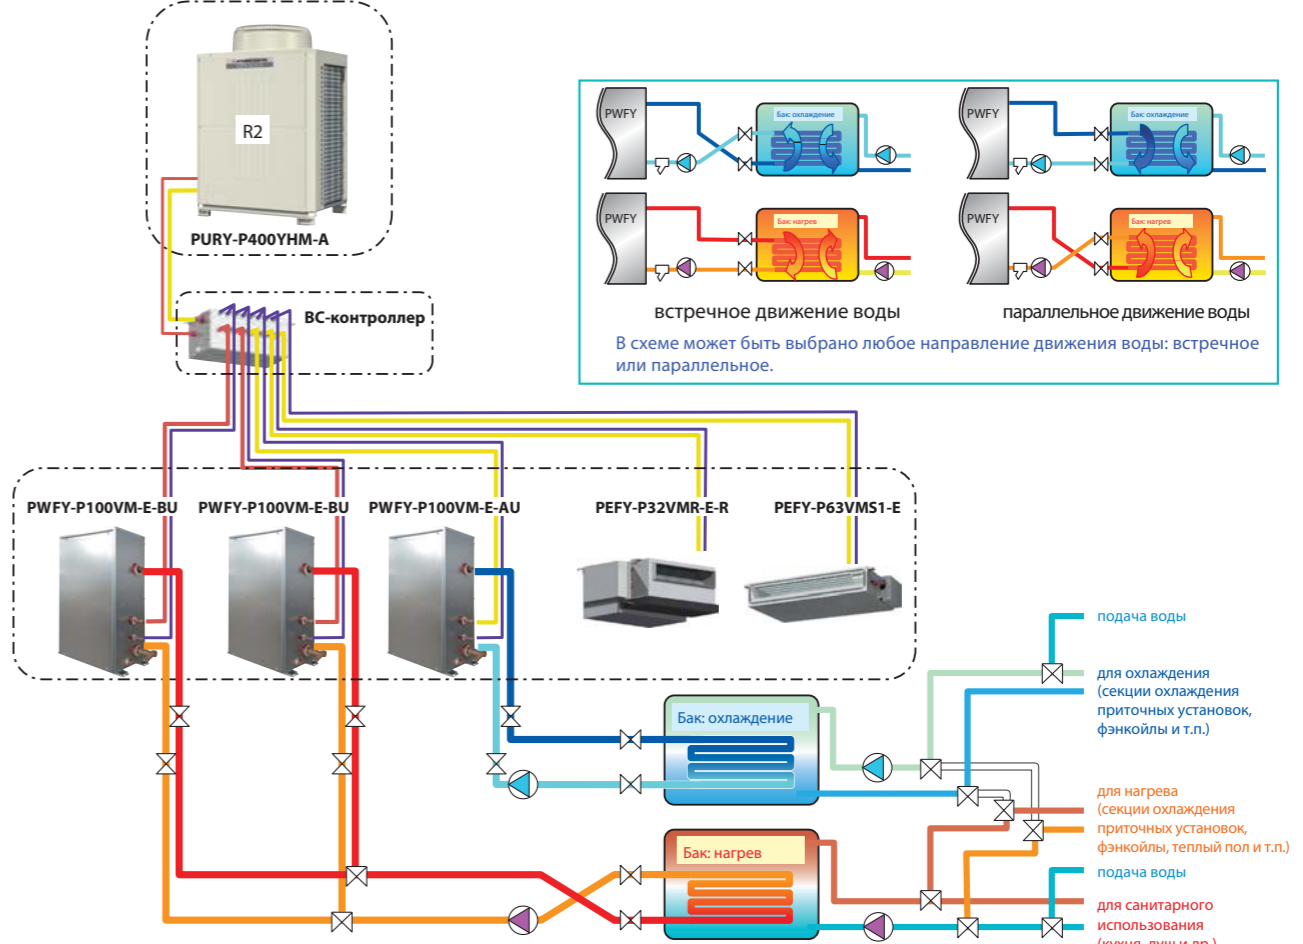 R2
PURY-P400YHM-A
BC-контроллер
PWFY
Бак: охлаждение
PWFY
Бак: охлаждение
PWFY
Бак: нагрев
PWFY
Бак: нагрев
встречное движение воды
параллельное движение воды
В схеме может быть выбрано любое направление движения воды: встречное
или параллельное.
PWFY-P100VM-E-BU
PWFY-P100VM-E-BU
PWFY-P100VM-E-AU
PEFY-P32VMR-E-R
PEFY-P63VMS1-E
подача воды
для охлаждения
(секции охлаждения
приточных установок,
фэнкойлы и т.п.)
Бак: охлаждение
для нагрева
(секции охлаждения
приточных установок,
фэнкойлы, теплый пол и т.п.)
Бак: нагрев
подача воды
для санитарного
использования
(кухня, душ и др.)